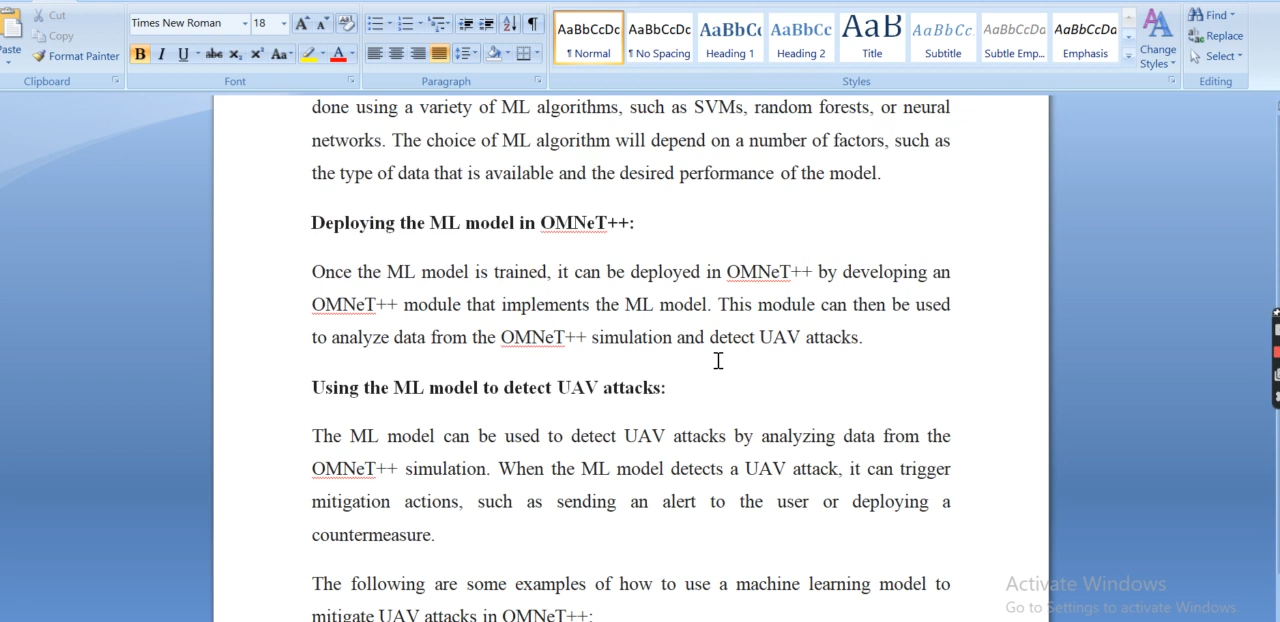 Cut
Copy
Paste
Format Painter
Clipboard
Times New Roman 18
B I U abc X₂ X² Aa A
Font
Paragraph
AaBbCcDc AaBbCcDc AaBbC AaBbCc AaB AaBbCc. AaBbCcDa AaBbCcDa
¶ Normal ¶ No Spacing Heading 1 Heading 2 Title Subtitle Subtle Emp... Emphasis
Change
Styles
Styles
Find
Replace
Select
Editing
done using a variety of ML algorithms, such as SVMs, random forests, or neural
networks. The choice of ML algorithm will depend on a number of factors, such as
the type of data that is available and the desired performance of the model.
Deploying the ML model in OMNeT++:
Once the ML model is trained, it can be deployed in OMNeT++ by developing an
OMNeT++ module that implements the ML model. This module can then be used
to analyze data from the OMNeT++ simulation and detect UAV attacks.
Using the ML model to detect UAV attacks:
The ML model can be used to detect UAV attacks by analyzing data from the
OMNeT++ simulation. When the ML model detects a UAV attack, it can trigger
mitigation actions, such as sending an alert to the user or deploying a
countermeasure.
The following are some examples of how to use a machine learning model to
mitigate UAV attacks in OMNeT++:
Activate Windows
Go to Settings to activate Windows.